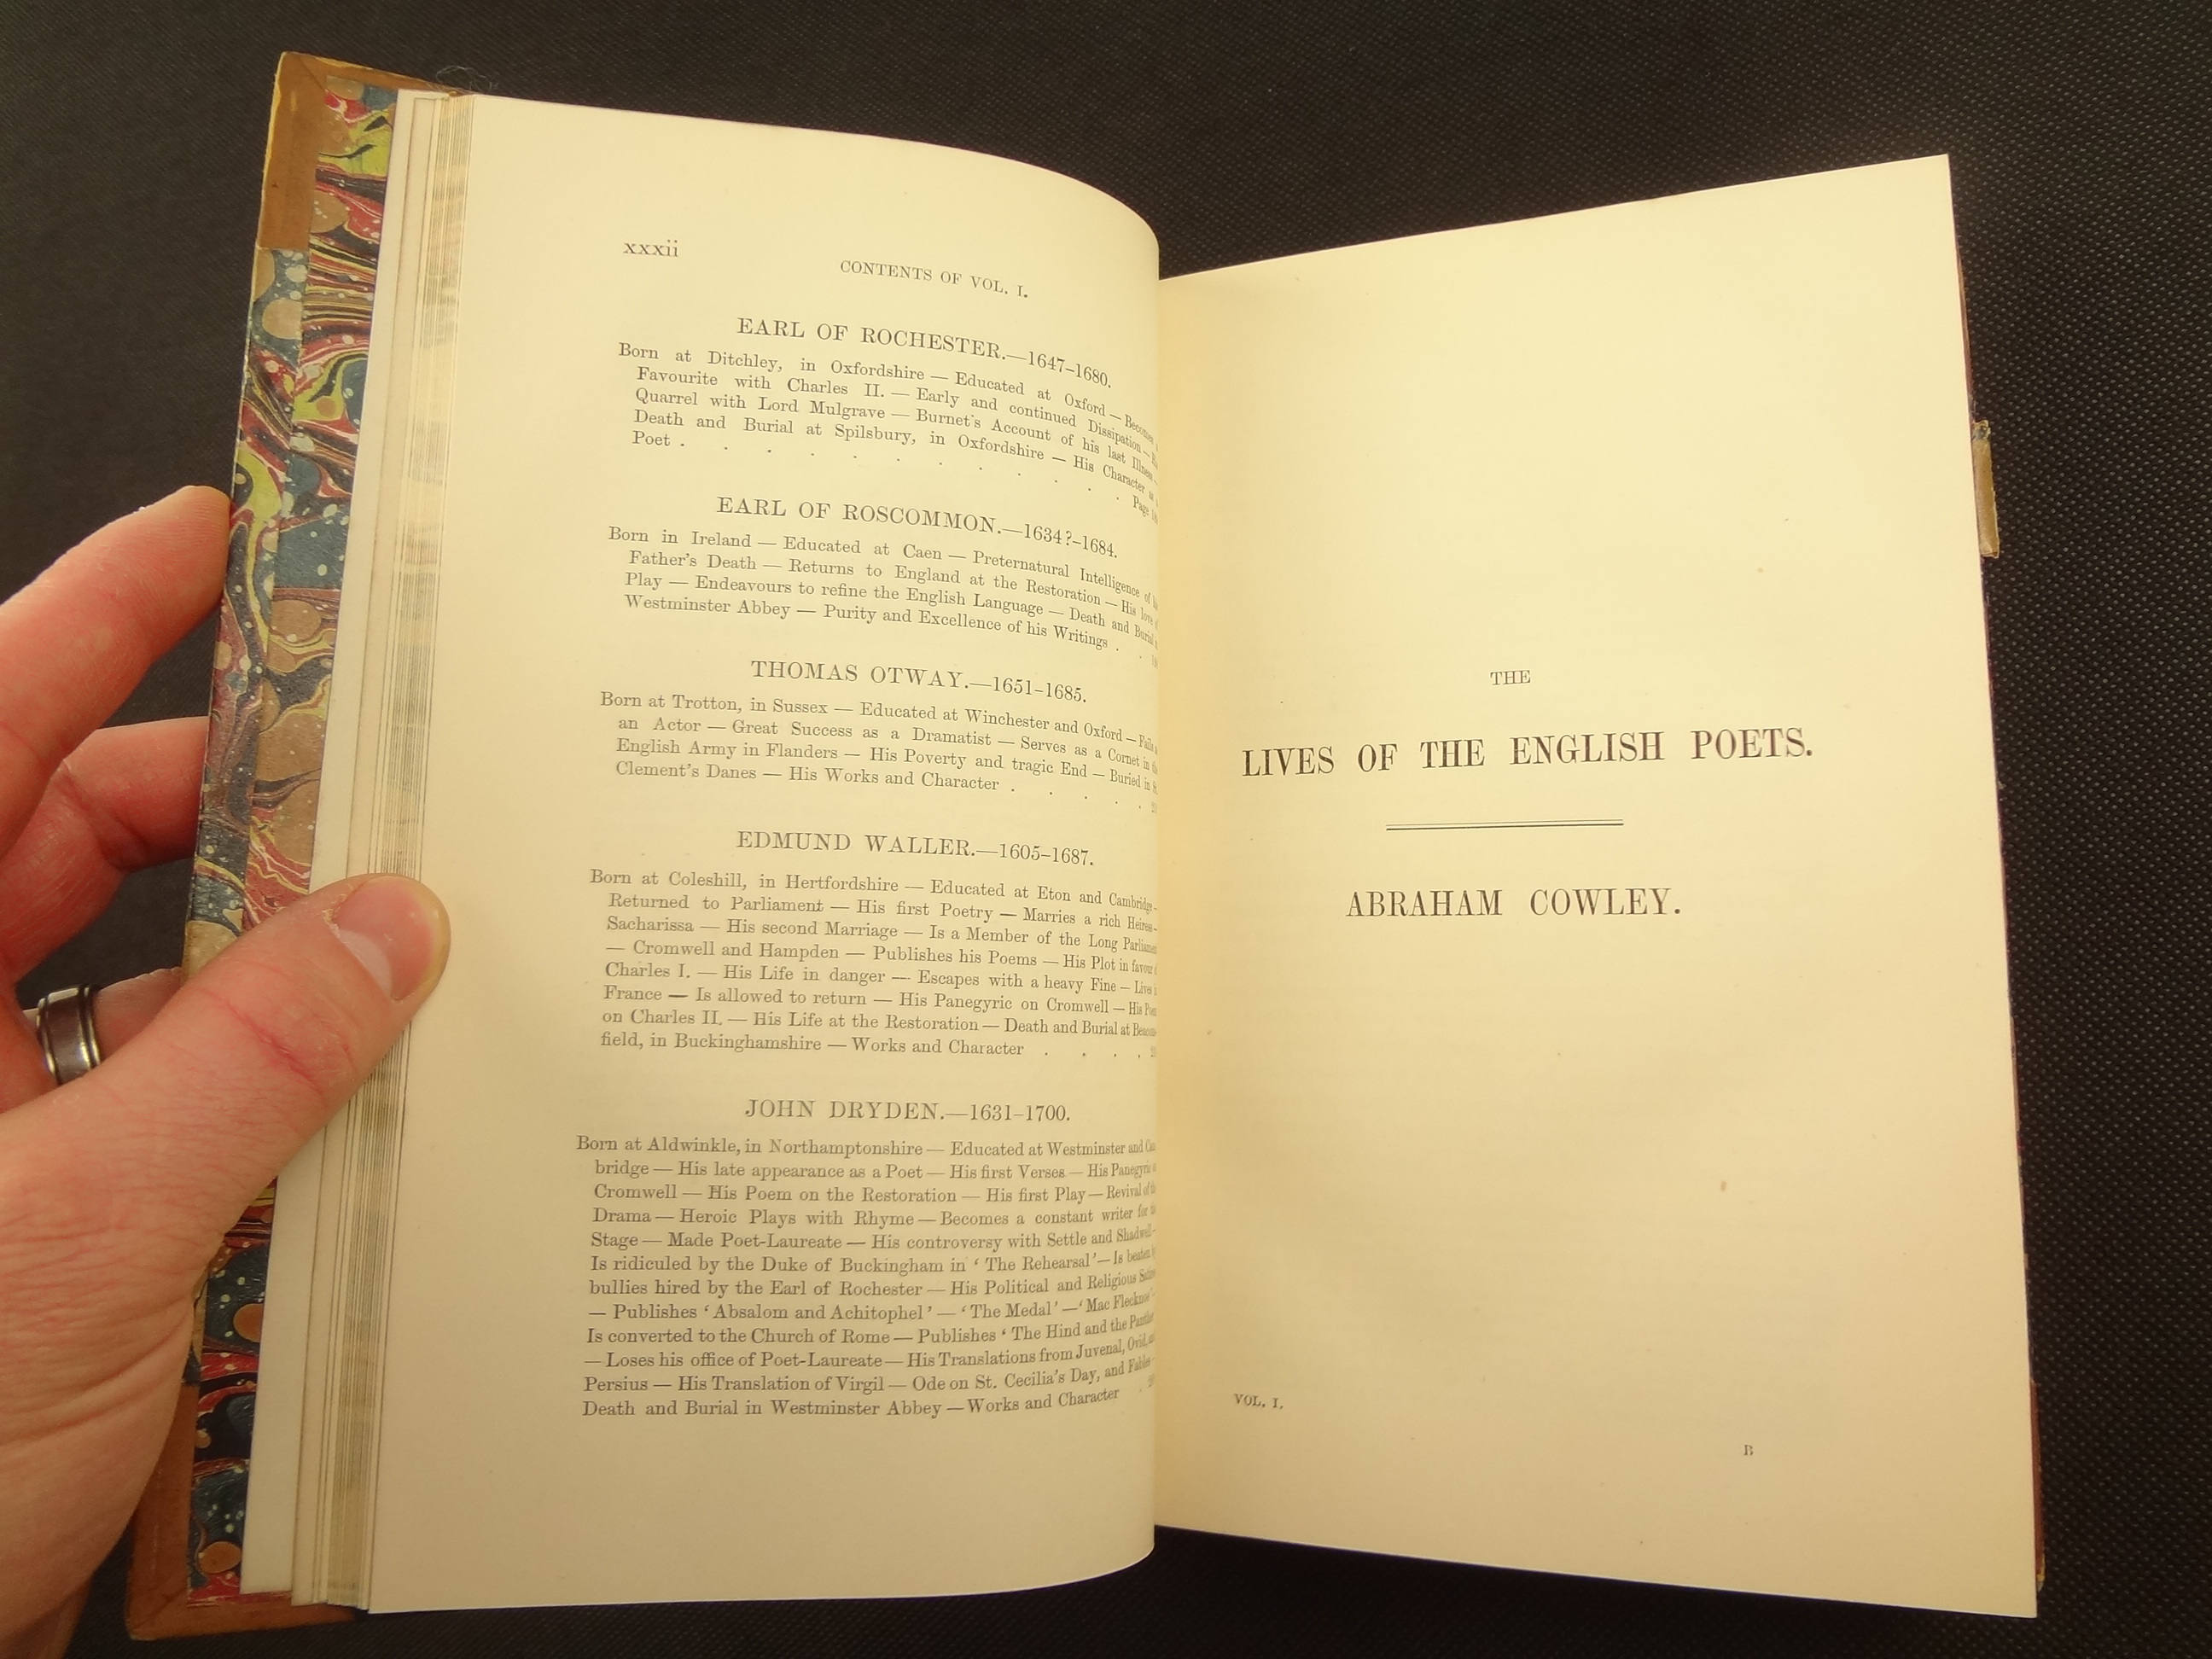 xxxii
CONTENTS OF VOL. I.
EARL OF ROCHESTER.—1647–1680.
Born at Ditchley, in Oxfordshire — Educated at Oxford —
Favourite with Charles II. — Early and continued Dissipation —
Quarrel with Lord Mulgrave — Burnet's Account of his last Illness —
Death and Burial at Spilsbury, in Oxfordshire — His Character
Poet . . . . . . . . . . . Page
EARL OF ROSCOMMON.—1634?–1684.
Born in Ireland — Educated at Caen — Preternatural Intelligence of
Father's Death — Returns to England at the Restoration — His love
Play — Endeavours to refine the English Language — Death and Burial
Westminster Abbey — Purity and Excellence of his Writings . .
THOMAS OTWAY.—1651–1685.
Born at Trotton, in Sussex — Educated at Winchester and Oxford —
an Actor — Great Success as a Dramatist — Serves as a Cornet in
English Army in Flanders — His Poverty and tragic End — Buried in
Clement's Danes — His Works and Character . . . . .
EDMUND WALLER.—1605–1687.
Born at Coleshill, in Hertfordshire — Educated at Eton and Cambridge—
Returned to Parliament — His first Poetry — Marries a rich Heiress—
Sacharissa — His second Marriage — Is a Member of the Long
— Cromwell and Hampden — Publishes his Poems — His Plot in favour
Charles I. — His Life in danger — Escapes with a heavy Fine — Lives
France — Is allowed to return — His Panegyric on Cromwell — His
on Charles II. — His Life at the Restoration — Death and Burial at
field, in Buckinghamshire — Works and Character . . . .
JOHN DRYDEN.—1631–1700.
Born at Aldwinkle, in Northamptonshire — Educated at Westminster and
bridge — His late appearance as a Poet — His first Verses — His Panegyric
Cromwell — His Poem on the Restoration — His first Play — Revival of
Drama — Heroic Plays with Rhyme — Becomes a constant writer for
Stage — Made Poet-Laureate — His controversy with Settle and Shadwell—
Is ridiculed by the Duke of Buckingham in ‘ The Rehearsal ’ — Is beaten
bullies hired by the Earl of Rochester — His Political and Religious
— Publishes ‘ Absalom and Achitophel ’ — ‘ The Medal ’ — ‘ Mac Flecknoe’
Is converted to the Church of Rome — Publishes ‘ The Hind and the
— Loses his office of Poet-Laureate — His Translations from Juvenal, Ovid,
Persius — His Translation of Virgil — Ode on St. Cecilia's Day, and
Death and Burial in Westminster Abbey — Works and Character .
THE
LIVES OF THE ENGLISH POETS.
ABRAHAM COWLEY.
VOL. I.
B